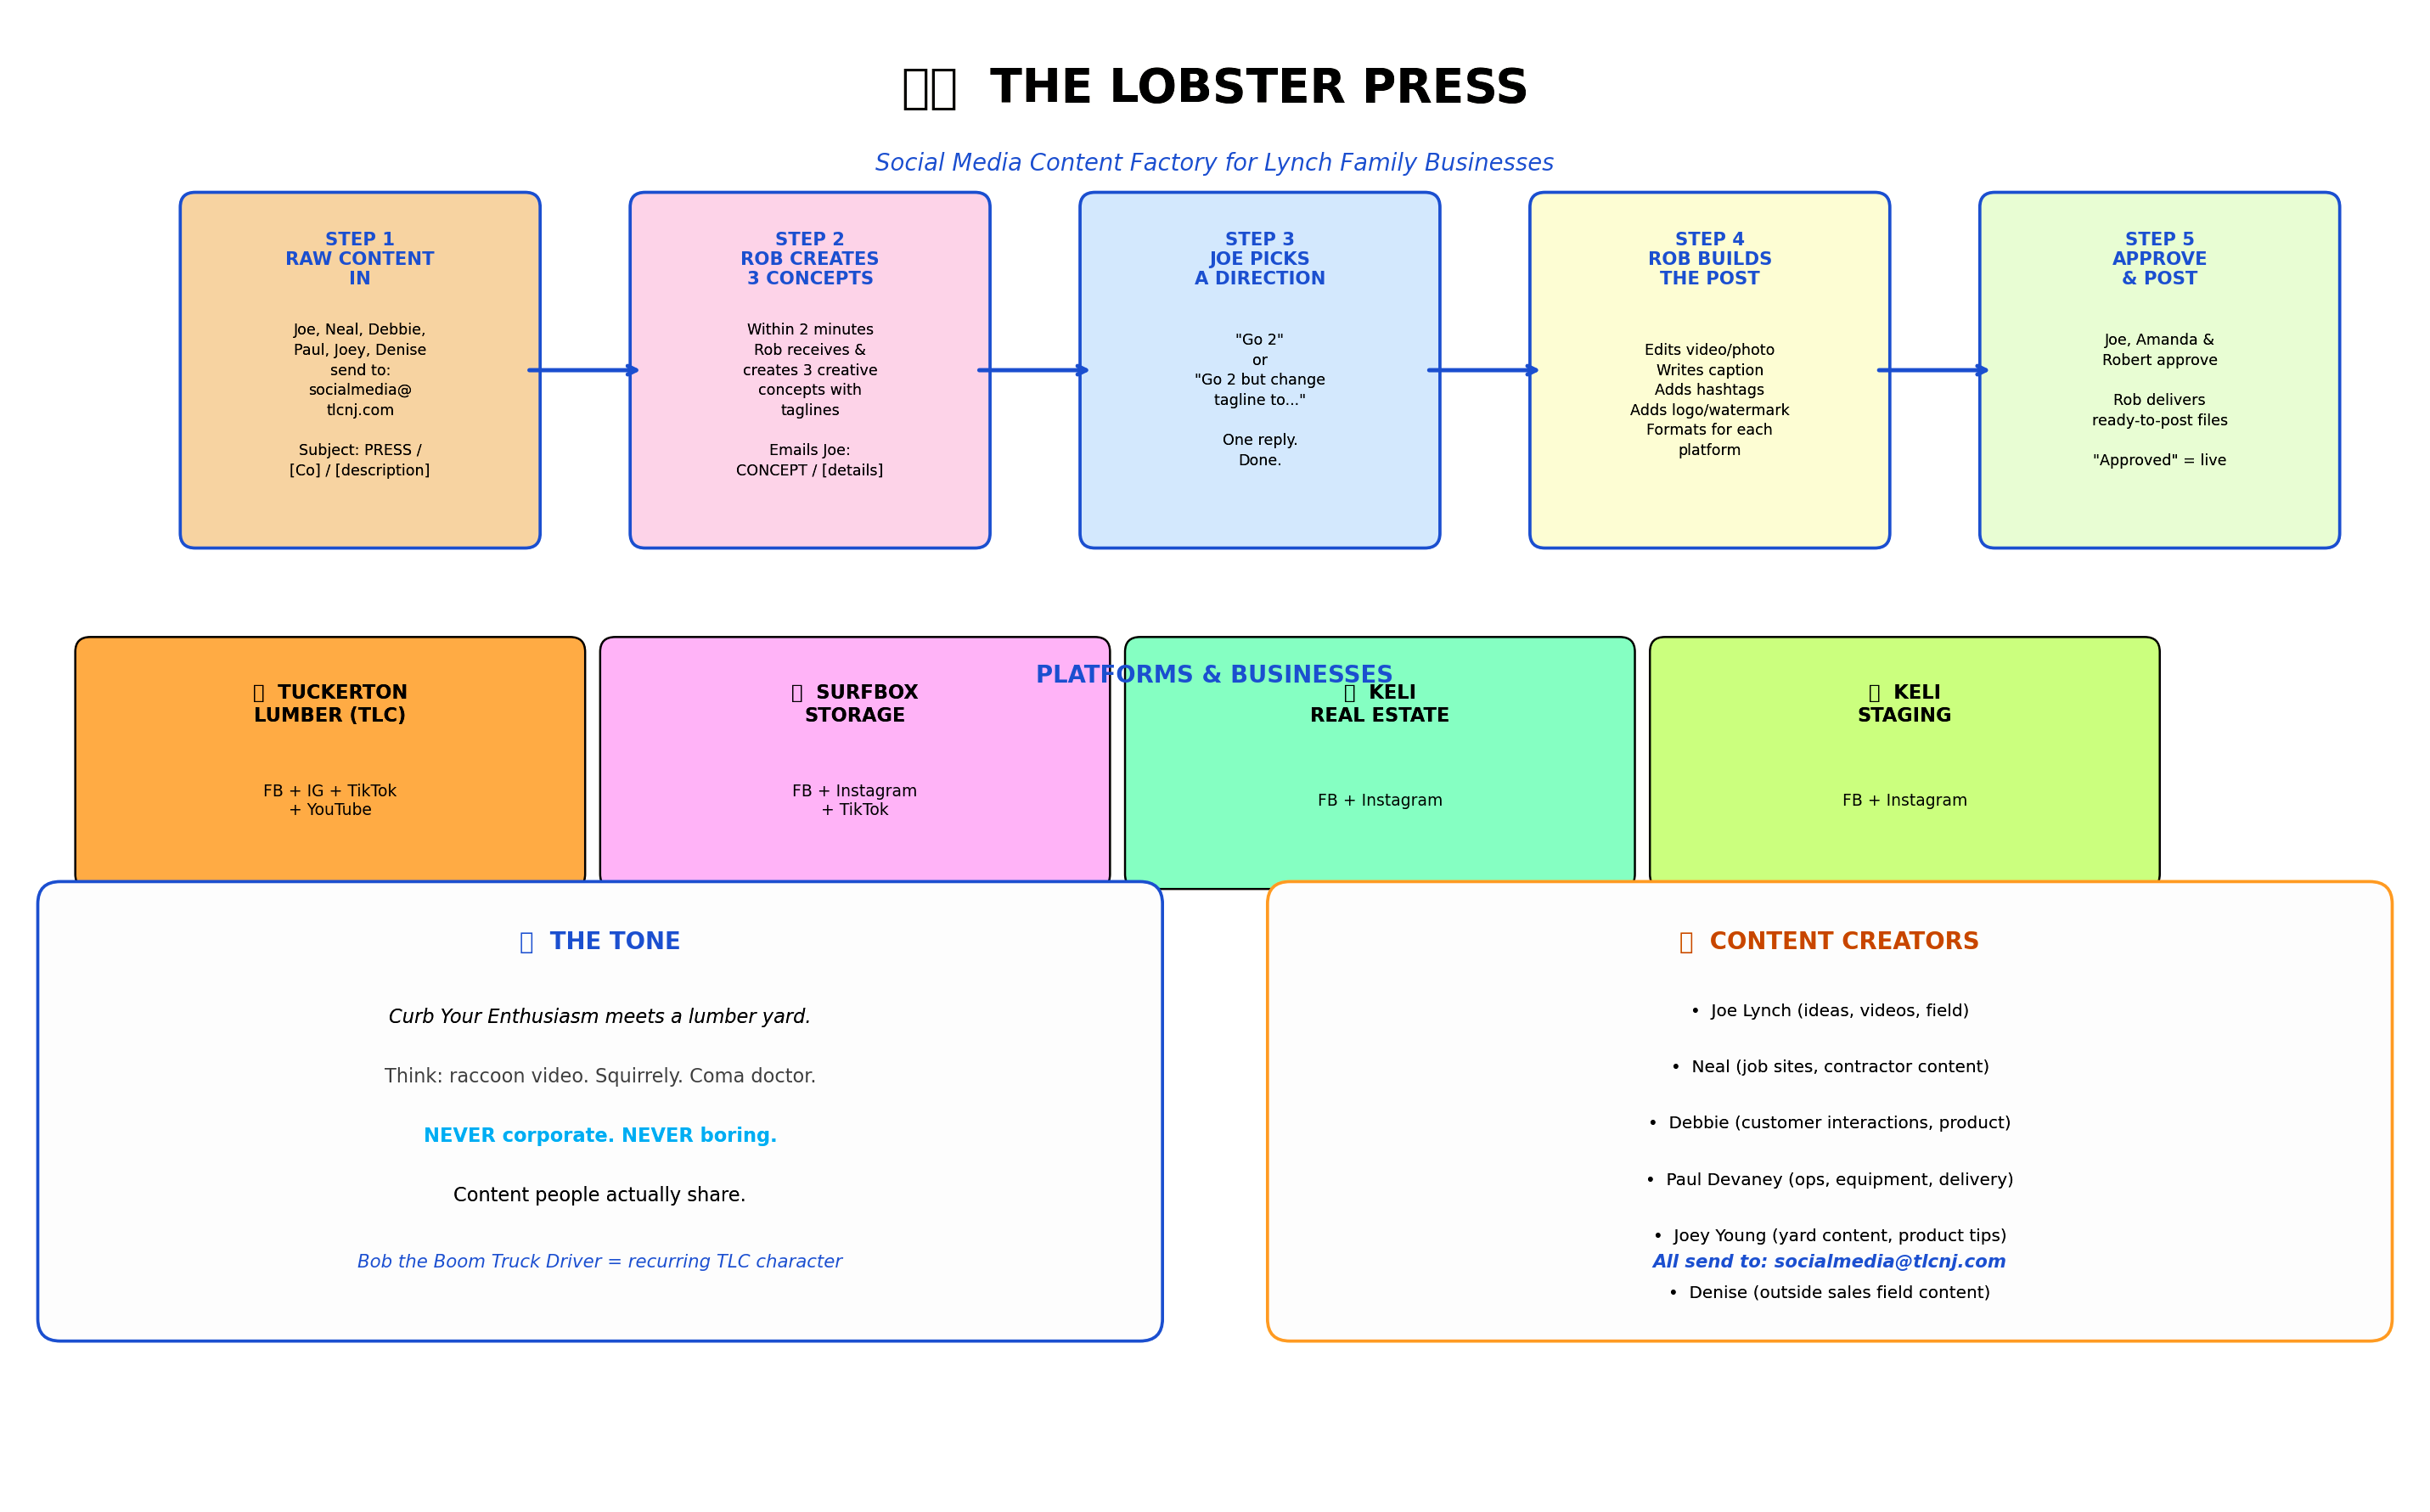 THE LOBSTER PRESS
Social Media Content Factory for Lynch Family Businesses
STEP 1
RAW CONTENT
IN
Joe, Neal, Debbie,
Paul, Joey, Denise
send to:
socialmedia@
tlcnj.com
Subject: PRESS /
[Co] / [description]
STEP 2
ROB CREATES
3 CONCEPTS
Within 2 minutes
Rob receives &
creates 3 creative
concepts with
taglines
Emails Joe:
CONCEPT / [details]
STEP 3
JOE PICKS
A DIRECTION
"Go 2"
or
"Go 2 but change
tagline to..."
One reply.
Done.
STEP 4
ROB BUILDS
THE POST
Edits video/photo
Writes caption
Adds hashtags
Adds logo/watermark
Formats for each
platform
STEP 5
APPROVE
& POST
Joe, Amanda &
Robert approve
Rob delivers
ready-to-post files
"Approved" = live
PLATFORMS & BUSINESSES
TUCKERTON
LUMBER (TLC)
FB + IG + TikTok
+ YouTube
SURFBOX
STORAGE
FB + Instagram
+ TikTok
KELI
REAL ESTATE
FB + Instagram
KELI
STAGING
FB + Instagram
THE TONE
Curb Your Enthusiasm meets a lumber yard.
Think: raccoon video. Squirrely. Coma doctor.
NEVER corporate. NEVER boring.
Content people actually share.
Bob the Boom Truck Driver = recurring TLC character
CONTENT CREATORS
• Joe Lynch (ideas, videos, field)
• Neal (job sites, contractor content)
• Debbie (customer interactions, product)
• Paul Devaney (ops, equipment, delivery)
• Joey Young (yard content, product tips)
All send to: socialmedia@tlcnj.com
• Denise (outside sales field content)